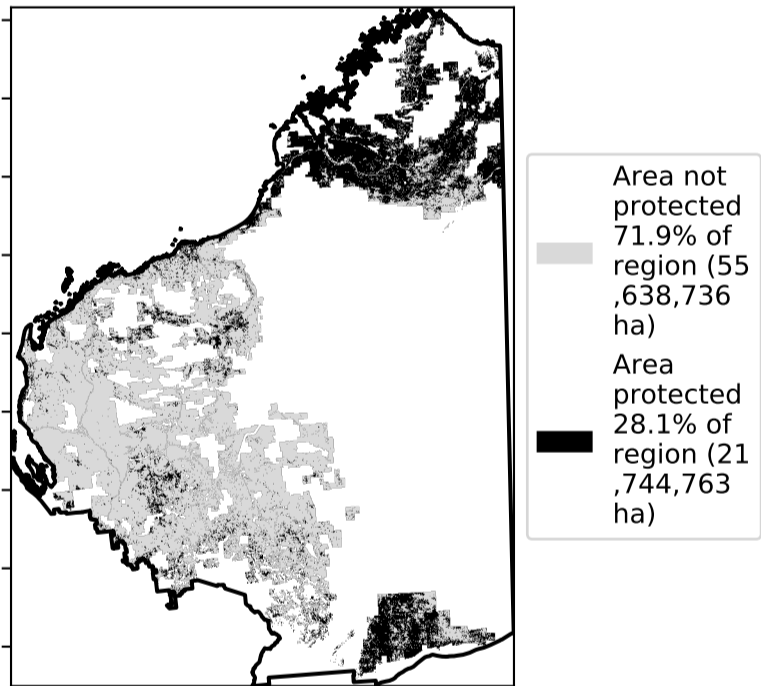 Area not
protected
71.9% of
region (55
,638,736
ha)
Area
protected
28.1% of
region (21
,744,763
ha)